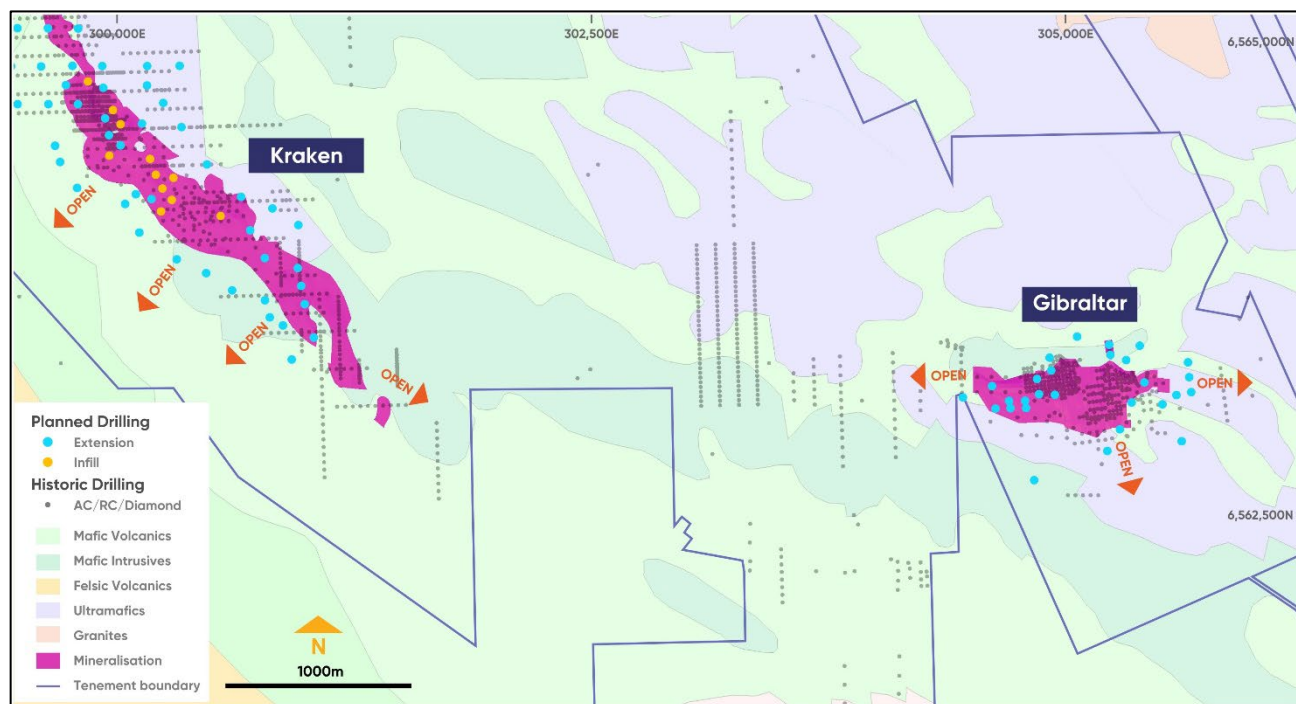 300,000E
302,500E
305,000E
6,565,000N
Kraken
OPEN
OPEN
OPEN
OPEN
Gibraltar
OPEN
OPEN
OPEN
6,562,500N
Planned Drilling
Extension
Infill
Historic Drilling
AC/RC/Diamond
Mafic Volcanics
Mafic Intrusives
Felsic Volcanics
Ultramafics
Granites
Mineralisation
Tenement boundary
N
1000m